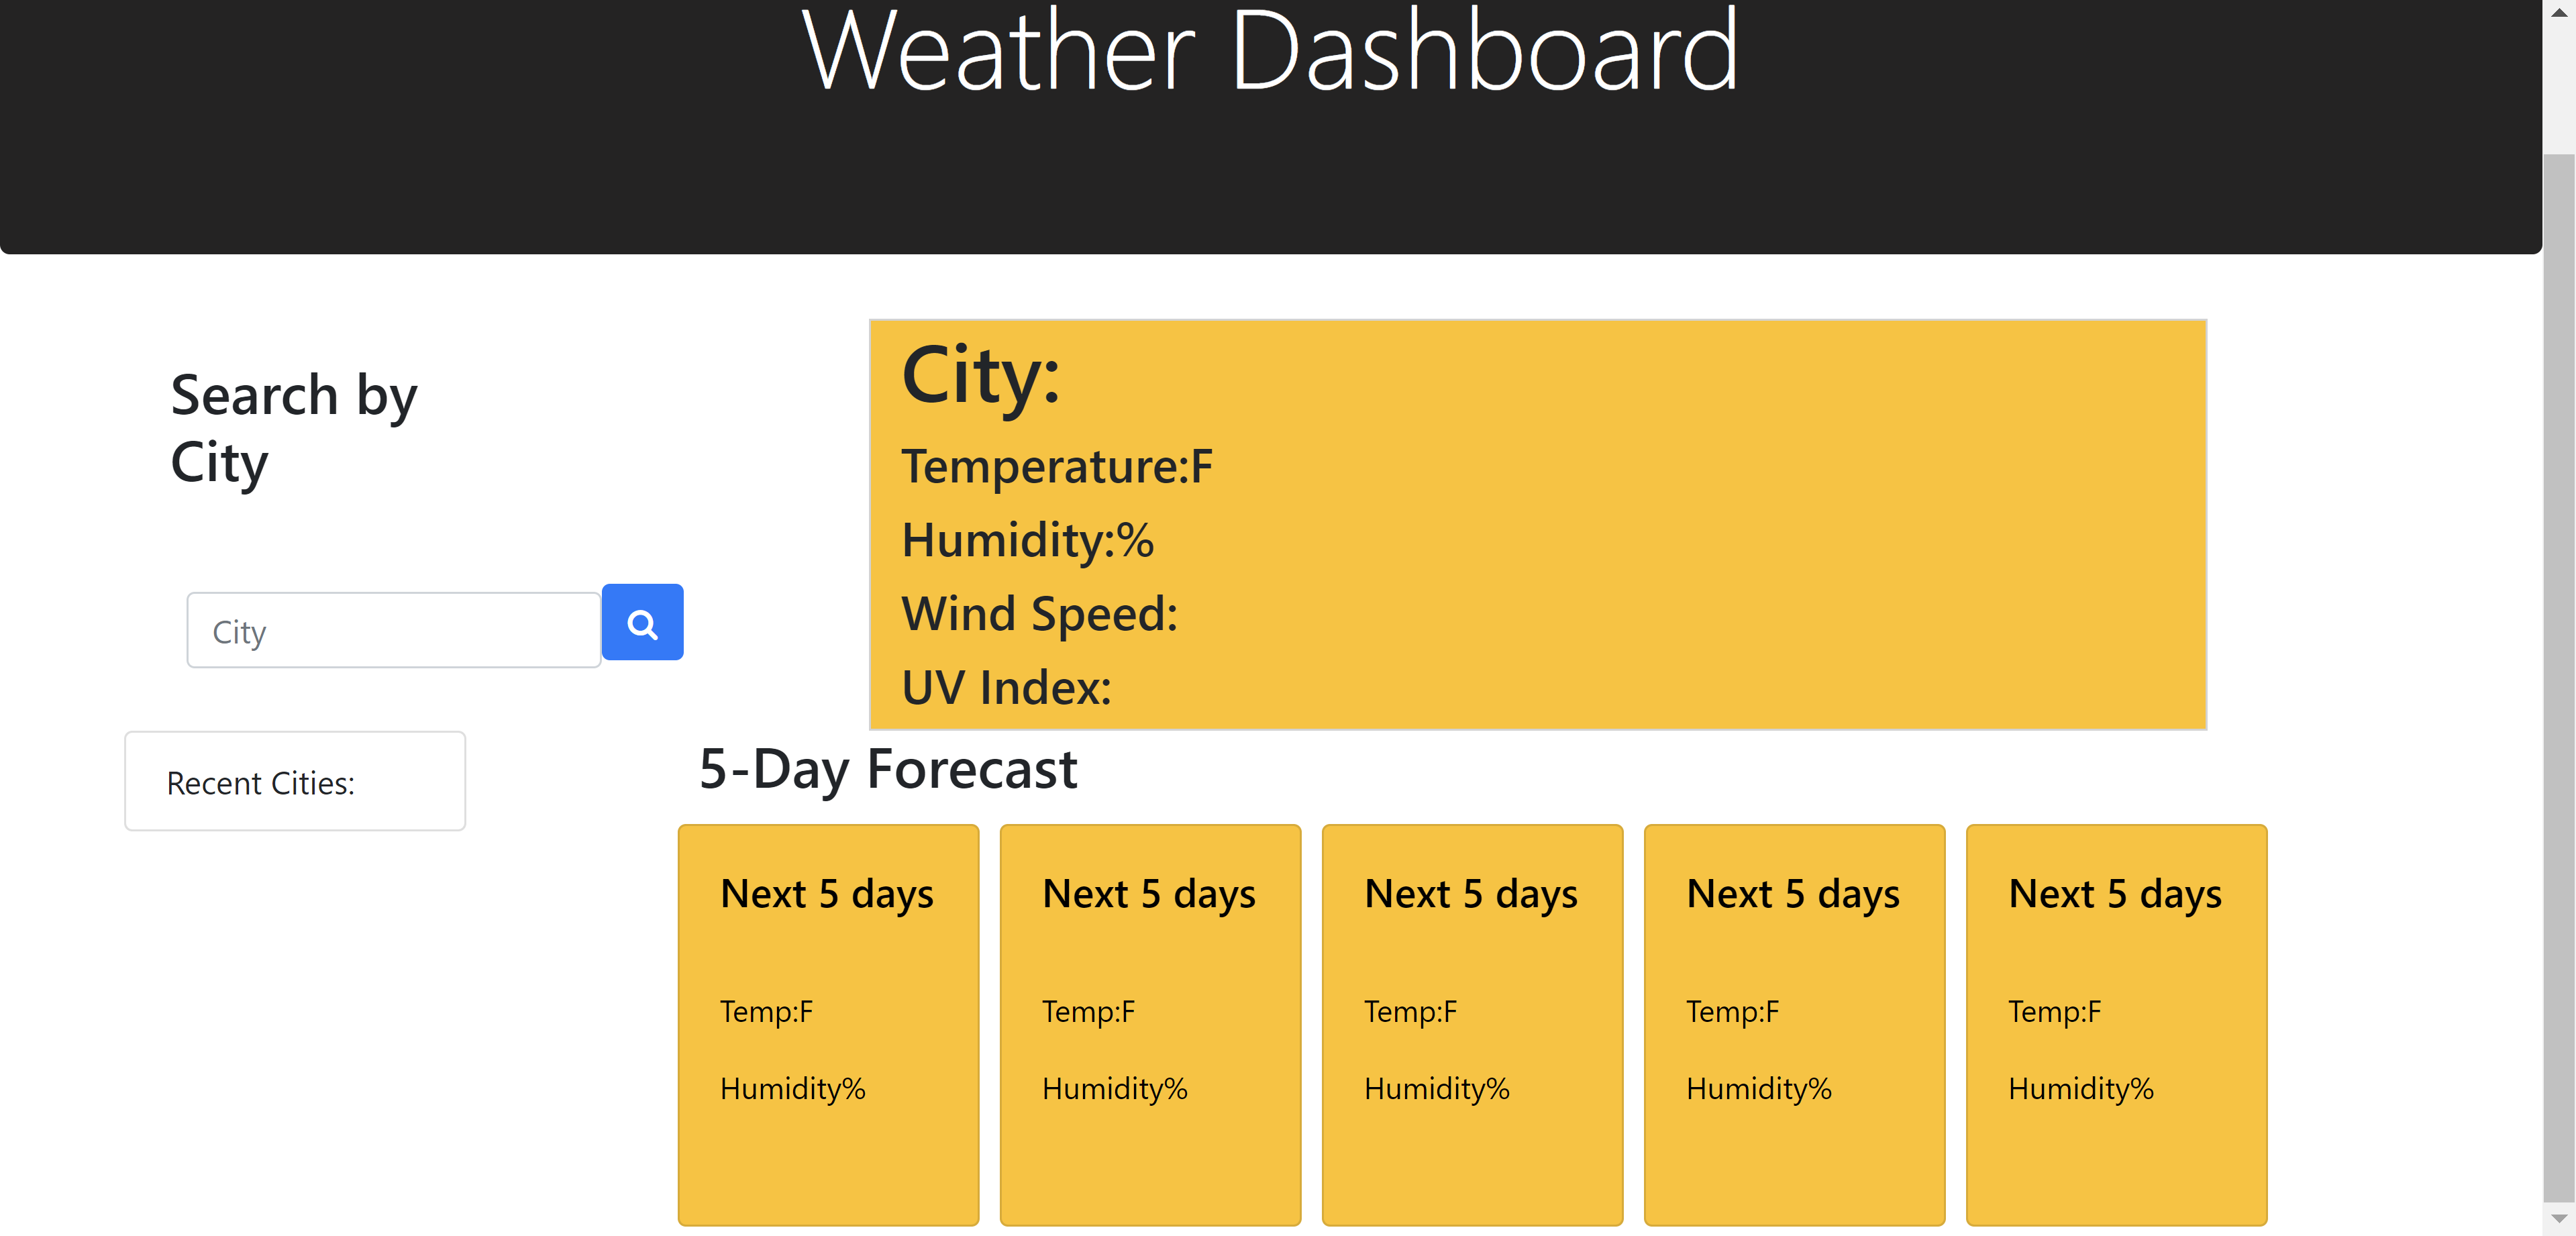 Weather Dashboard
Search by
City
City
Recent Cities:
City:
Temperature:F
Humidity:%
Wind Speed:
UV Index:
5-Day Forecast
Next 5 days
Temp:F
Humidity%
Next 5 days
Temp:F
Humidity%
Next 5 days
Temp:F
Humidity%
Next 5 days
Temp:F
Humidity%
Next 5 days
Temp:F
Humidity%